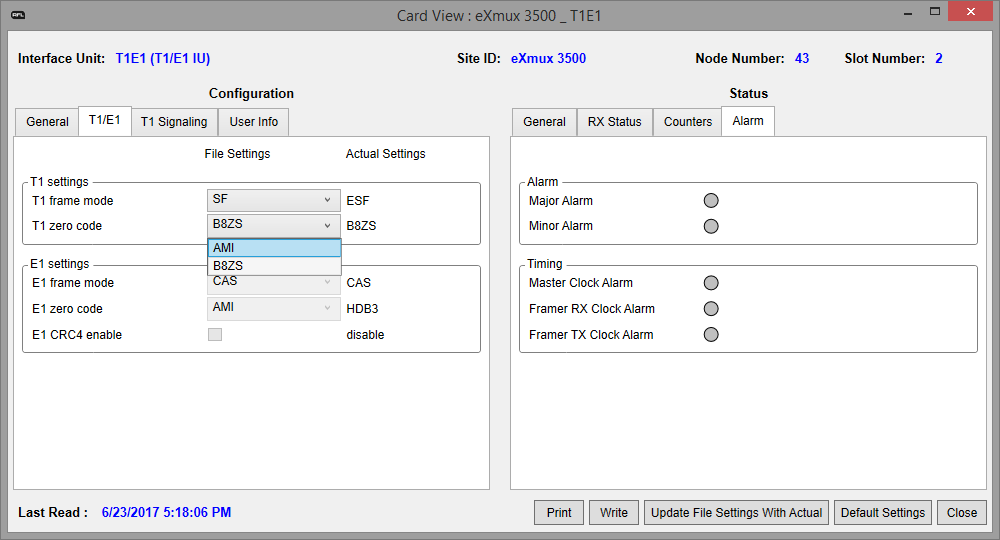 AFL
Card View : eXmux 3500 _ T1E1
Interface Unit: T1E1 (T1/E1 IU) Site ID: eXmux 3500 Node Number: 43 Slot Number: 2
Configuration
General T1/E1 T1 Signaling User Info
File Settings Actual Settings
T1 settings
T1 frame mode SF ESF
T1 zero code B8ZS B8ZS
AMI
B8ZS
E1 settings
E1 frame mode CAS CAS
E1 zero code AMI HDB3
E1 CRC4 enable disable
Status
General RX Status Counters Alarm
Alarm
Major Alarm
Minor Alarm
Timing
Master Clock Alarm
Framer RX Clock Alarm
Framer TX Clock Alarm
Last Read : 6/23/2017 5:18:06 PM
Print Write Update File Settings With Actual Default Settings Close